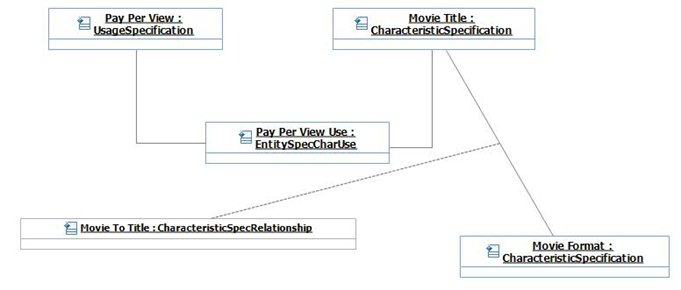 Pay Per View :
UsageSpecification
Movie Title :
CharacteristicSpecification
Pay Per View Use :
EntitySpecCharUse
Movie To Title : CharacteristicSpecRelationship
Movie Format :
CharacteristicSpecification